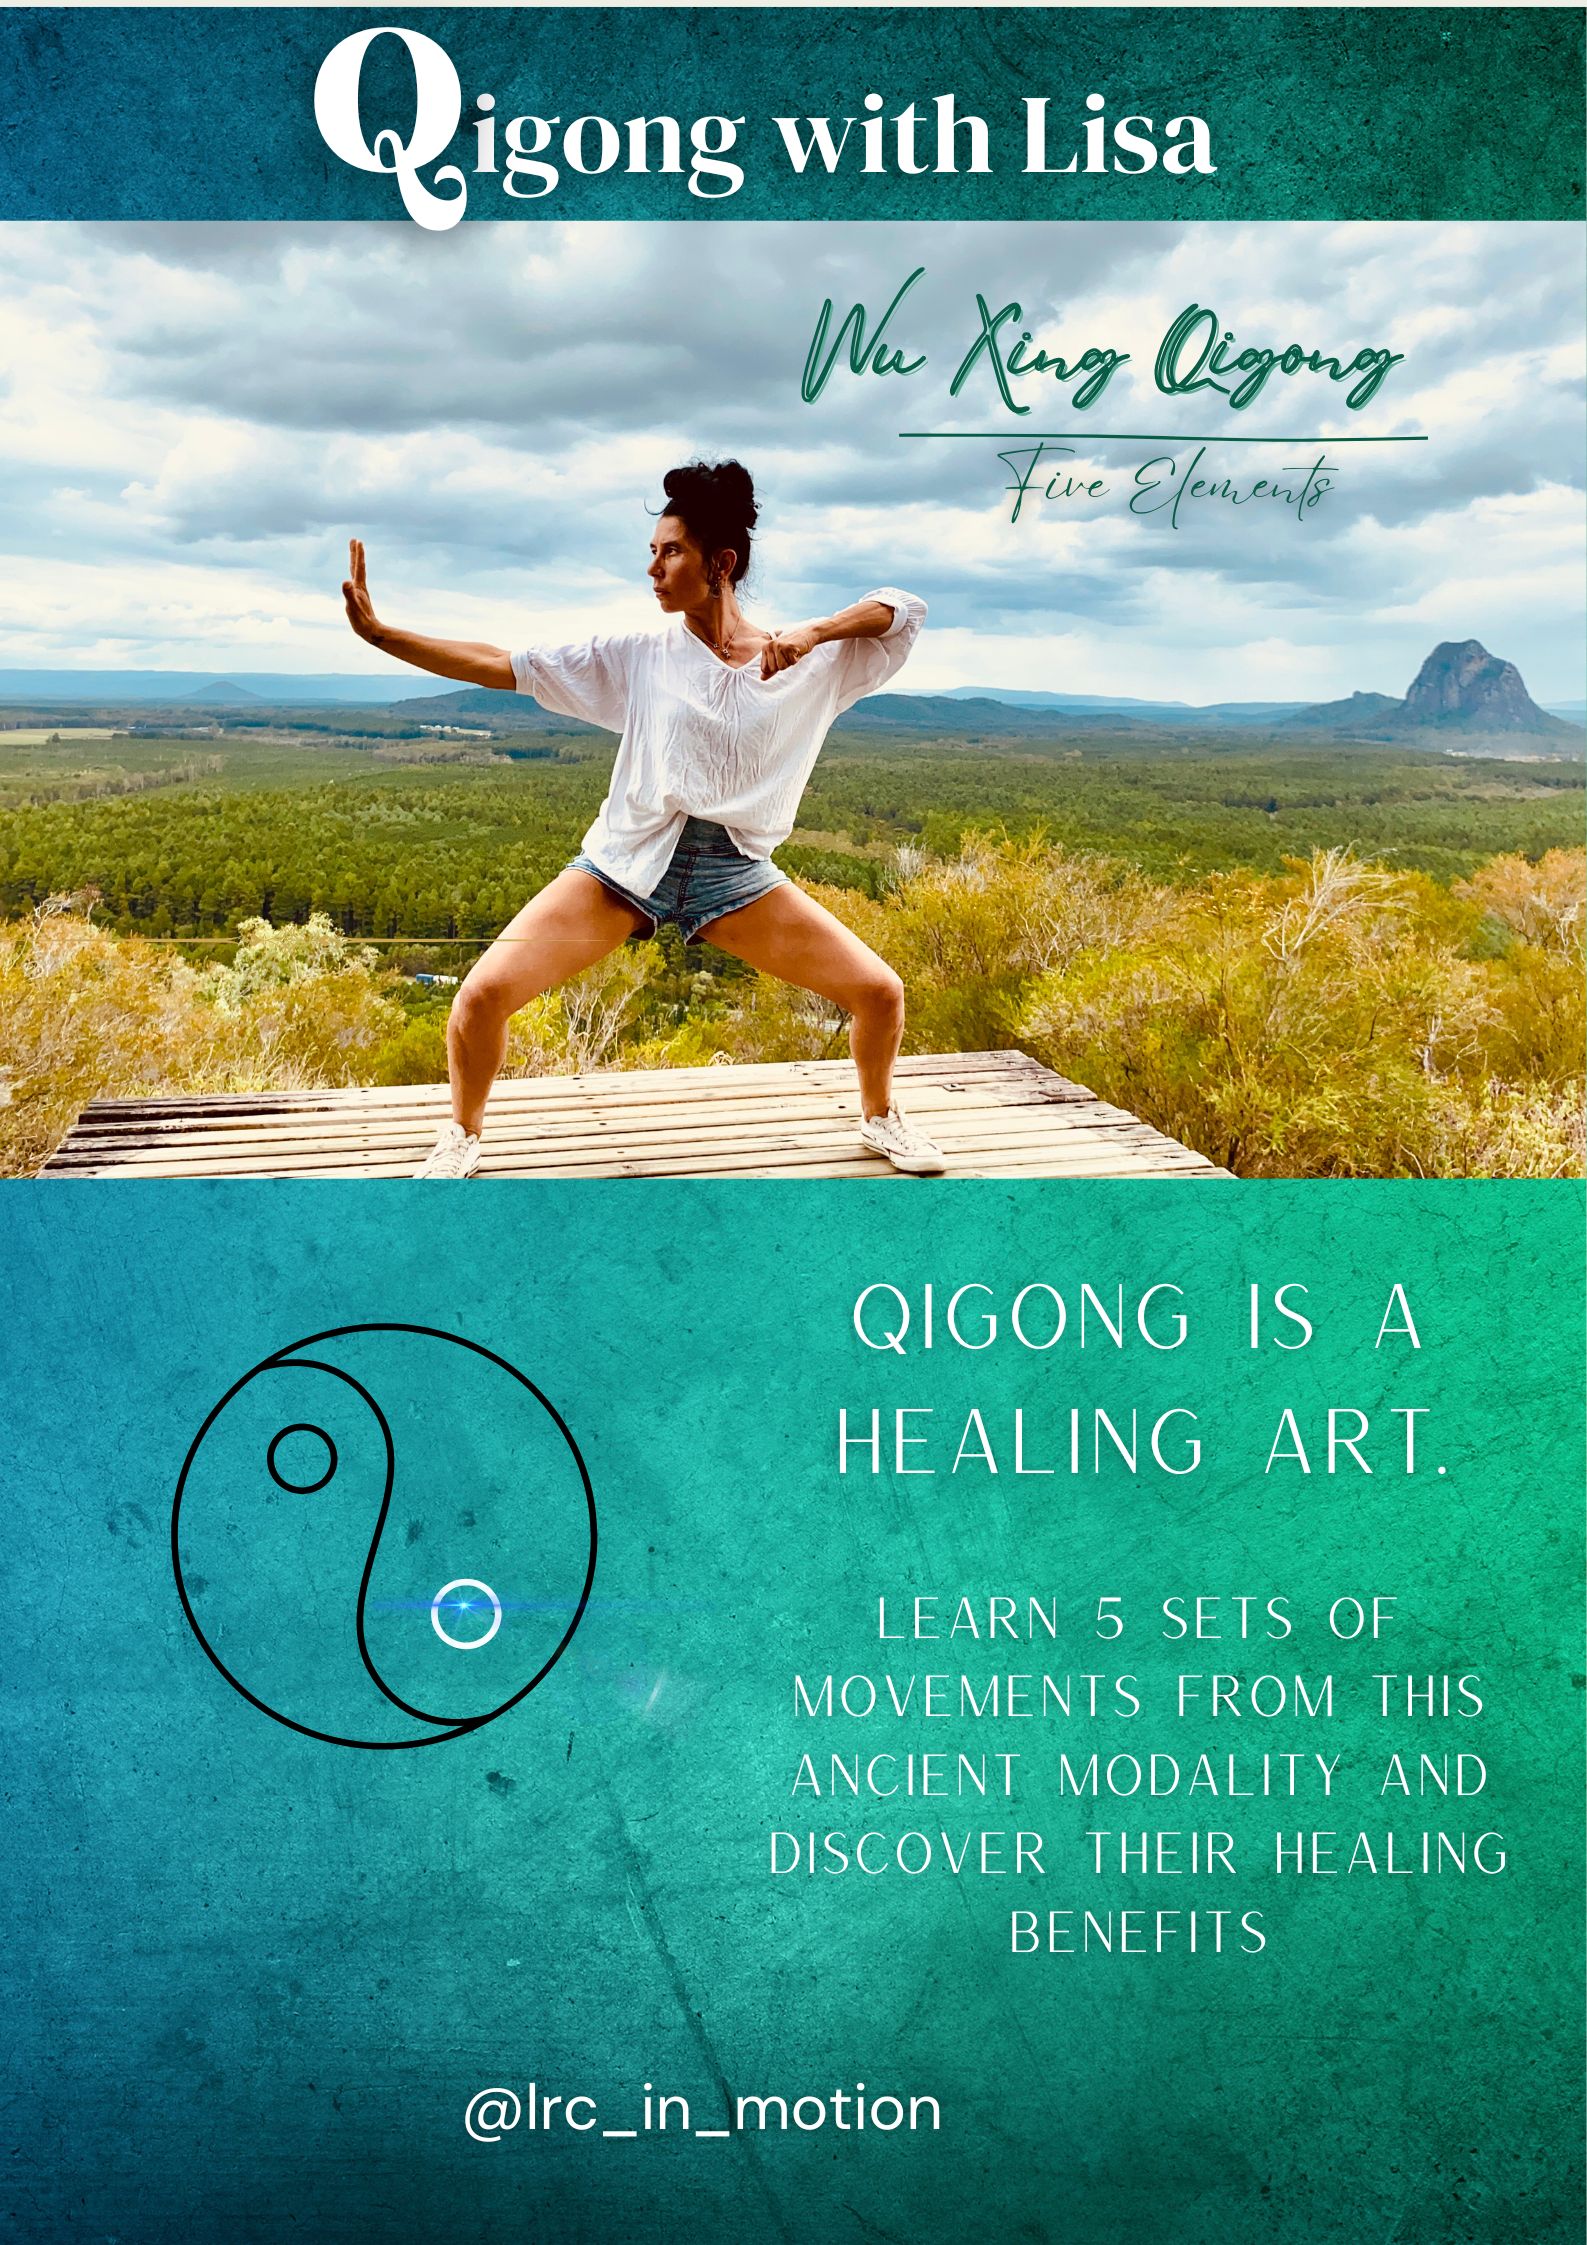 Qigong with Lisa
Wu Xing Qigong
Five Elements
QIGONG IS A
HEALING ART.
LEARN 5 SETS OF
MOVEMENTS FROM THIS
ANCIENT MODALITY AND
DISCOVER THEIR HEALING
BENEFITS
@lrc_in_motion